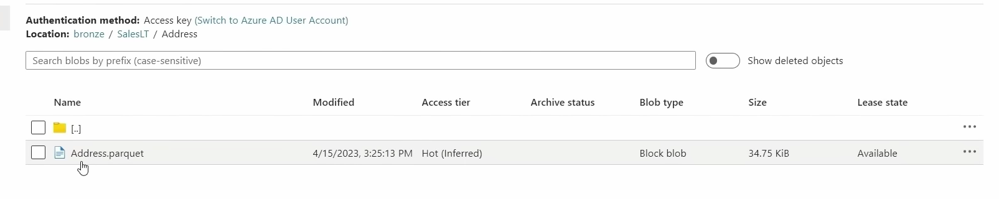 Authentication method: Access key (Switch to Azure AD User Account)
Location: bronze / SalesLT / Address
Search blobs by prefix (case-sensitive) Show deleted objects
Name Modified Access tier Archive status Blob type Size Lease state
[..]
Address.parquet 4/15/2023, 3:25:13 PM Hot (Inferred) Block blob 34.75 KiB Available